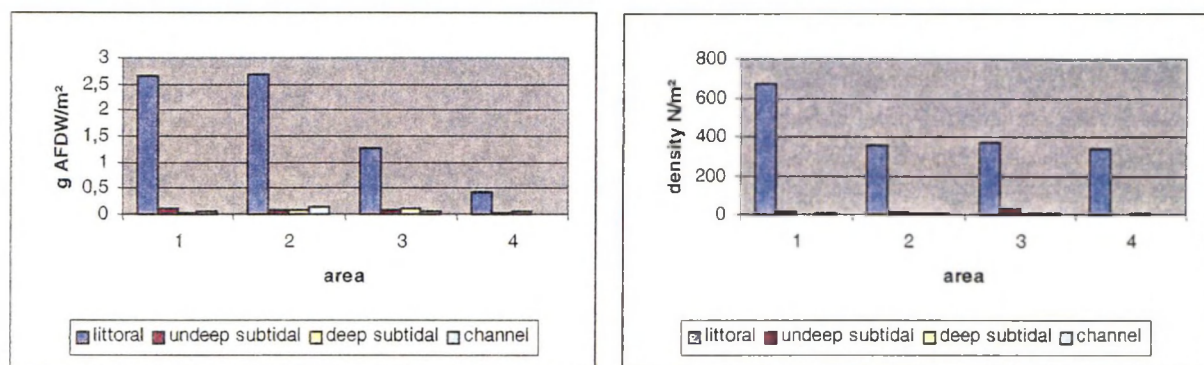 3
2,5
2
1,5
1
0,5
0
g AFDW/m²
1 2 3 4
area
littoral undeep subtidal deep subtidal channel
800
600
400
200
0
density N/m²
1 2 3 4
area
littoral undeep subtidal deep subtidal channel